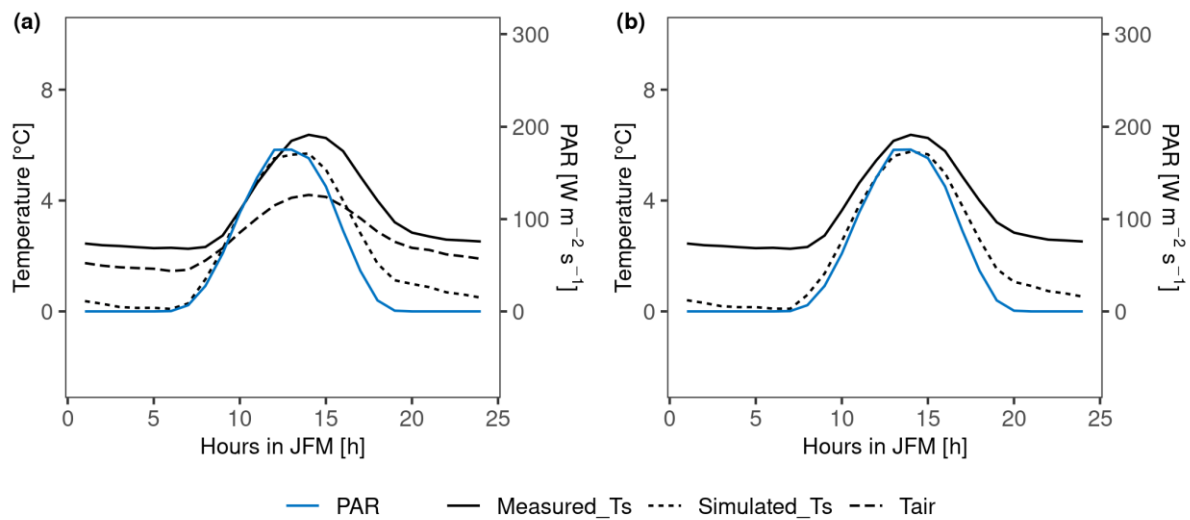 (a)
Temperature [°C]
8
4
0
300
200
100
0
PAR [W m−2 s−1]
0 5 10 15 20 25
Hours in JFM [h]
(b)
Temperature [°C]
8
4
0
300
200
100
0
PAR [W m−2 s−1]
0 5 10 15 20 25
Hours in JFM [h]
PAR Measured_Ts Simulated_Ts Tair